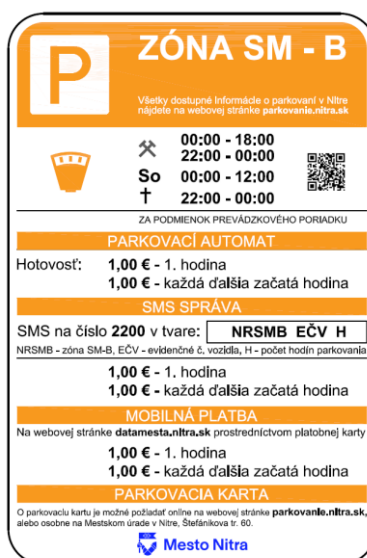 P
ZÓNA SM - B
Všetky dostupné informácie o parkovaní v Nitre
nájdete na webovej stránke parkovanie.nitra.sk
00:00 - 18:00
22:00 - 00:00
So 00:00 - 12:00
22:00 - 00:00
ZA PODMIENOK PREVÁDZKOVÉHO PORIADKU
PARKOVACÍ AUTOMAT
Hotovosť: 1,00 € - 1. hodina
1,00 € - každá ďalšia začatá hodina
SMS SPRÁVA
SMS na číslo 2200 v tvare: NRSMB EČV H
NRSMB - zóna SM-B, EČV - evidenčné č. vozidla, H - počet hodín parkovania
1,00 € - 1. hodina
1,00 € - každá ďalšia začatá hodina
MOBILNÁ PLATBA
Na webovej stránke datamesta.nitra.sk prostredníctvom platobnej karty
1,00 € - 1. hodina
1,00 € - každá ďalšia začatá hodina
PARKOVACIA KARTA
O parkovaciu kartu je možné požiadať online na webovej stránke parkovanie.nitra.sk,
alebo osobne na Mestskom úrade v Nitre, Štefánikova tr. 60.
Mesto Nitra